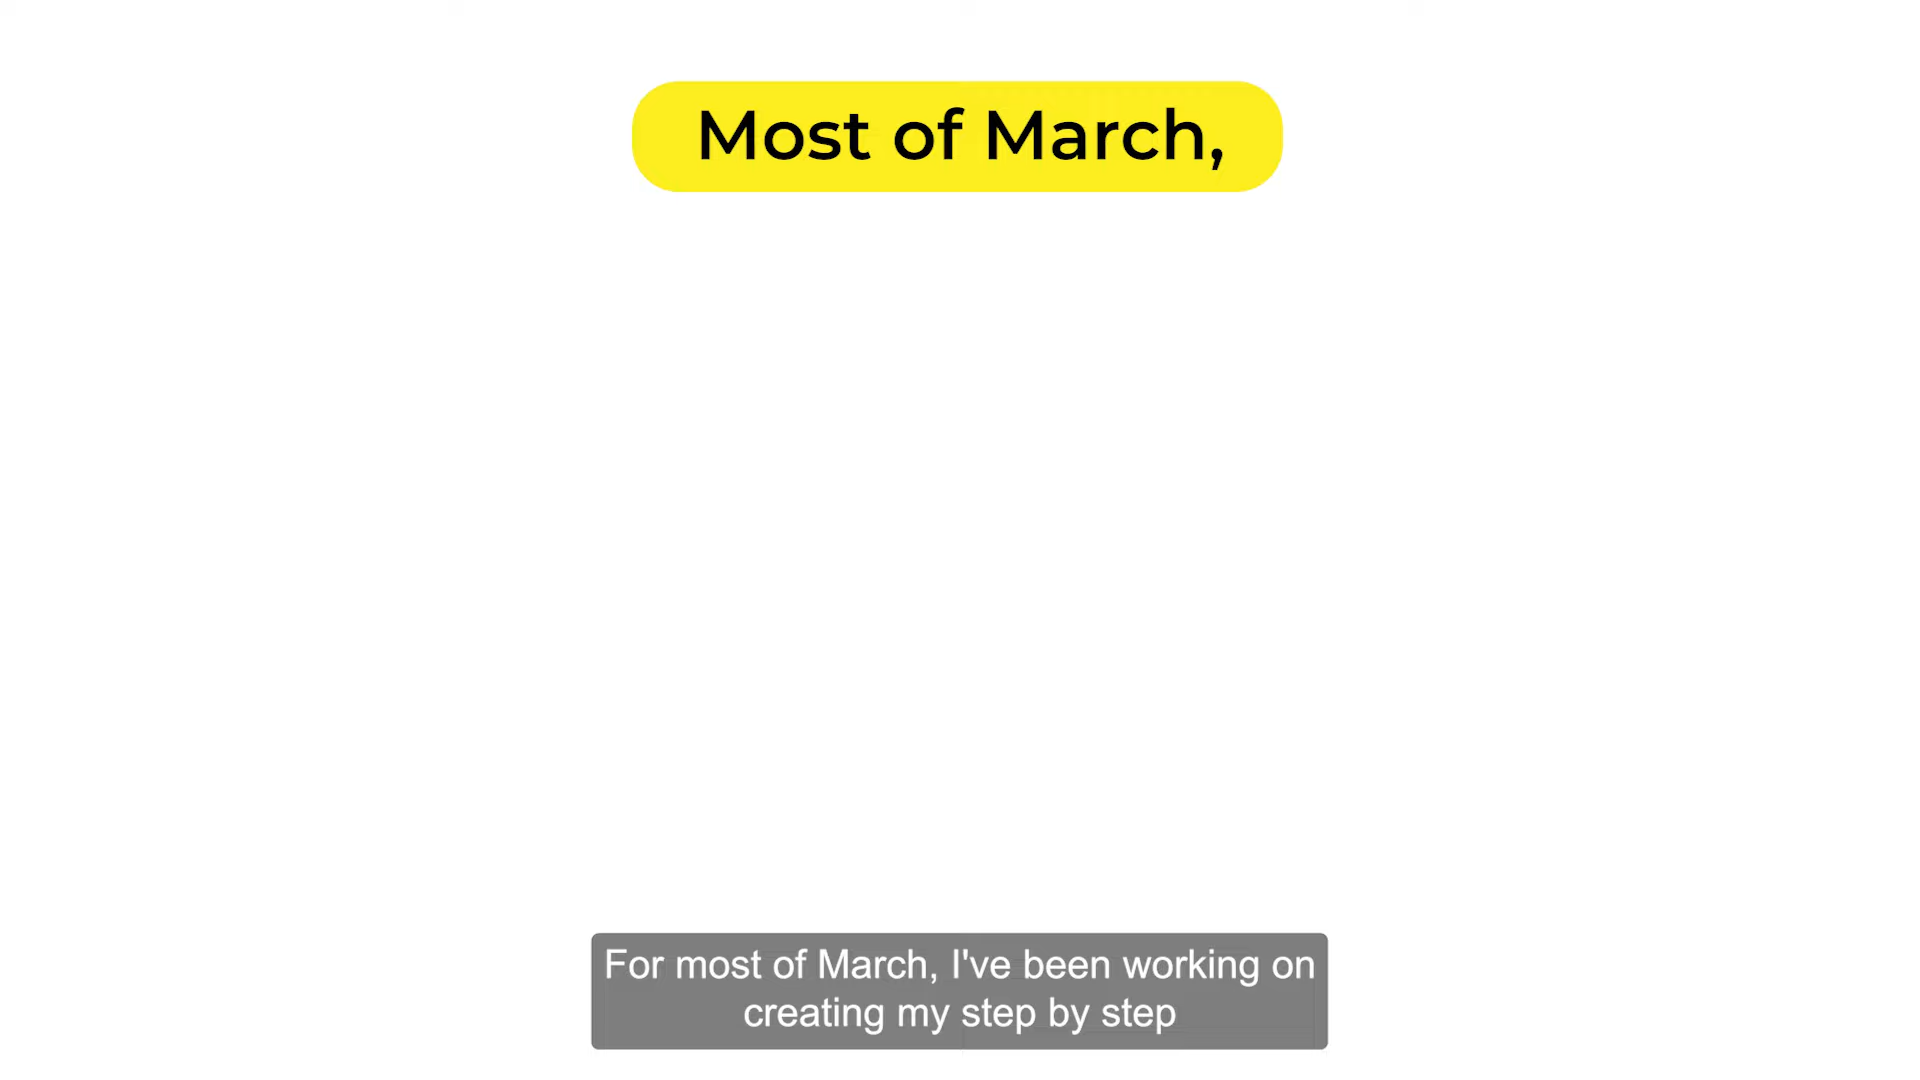 Most of March,
For most of March, I've been working on
creating my step by step